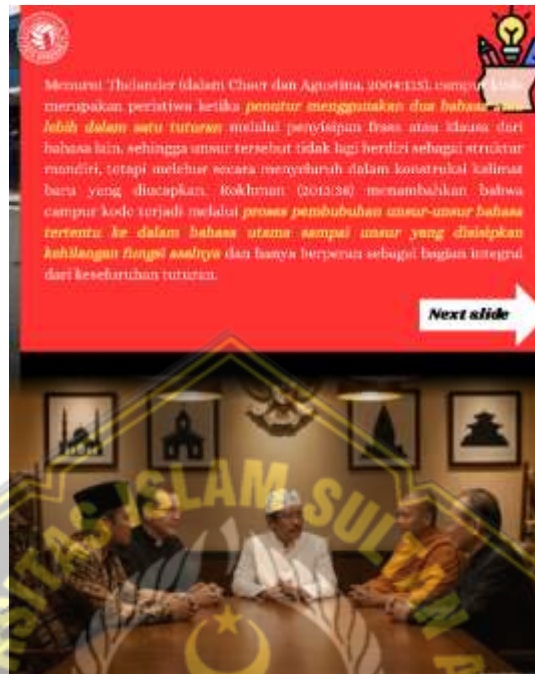 Menurut Thelander (dalam Chaer dan Agustina, 2004:115), campur kode
merupakan peristiwa ketika penutur menggunakan dua bahasa atau
lebih dalam satu tuturan melalui penyisipan frasa atau klausa dari
bahasa lain, sehingga unsur tersebut tidak lagi berdiri sebagai struktur
mandiri, tetapi melebur secara menyeluruh dalam konstruksi kalimat
baru yang diucapkan. Rokhman (2013:38) menambahkan bahwa
campur kode terjadi melalui proses pembubuhan unsur-unsur bahasa
tertentu ke dalam bahasa utama sampai unsur yang disisipkan
kehilangan fungsi asalnya dan hanya berperan sebagai bagian integral
dari keseluruhan tuturan.
Next slide
ISLAM SUL